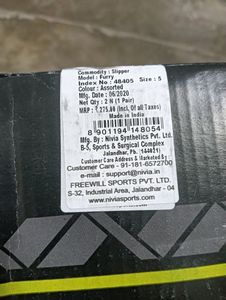 Commodity : Slipper
Model : Furry
Index No : 48405 Size : 5
Colour : Assorted
Mfg. Date : 06/2020
Net Qty : 2 N (1 Pair)
MRP : ₹ 275.00 (Incl. Of all Taxes)
Made in India
8 901194 148054
Mfg. By : Nivia Synthetics Pvt. Ltd.
B-5, Sports & Surgical Complex
Jalandhar, Pb. (144021)
Customer Care Address & Marketed By
Customer Care - 91-181-6572700
e-mail : support@nivia.in
FREEWILL SPORTS PVT. LTD.
S-32, Industrial Area, Jalandhar - 04
www.niviasports.com